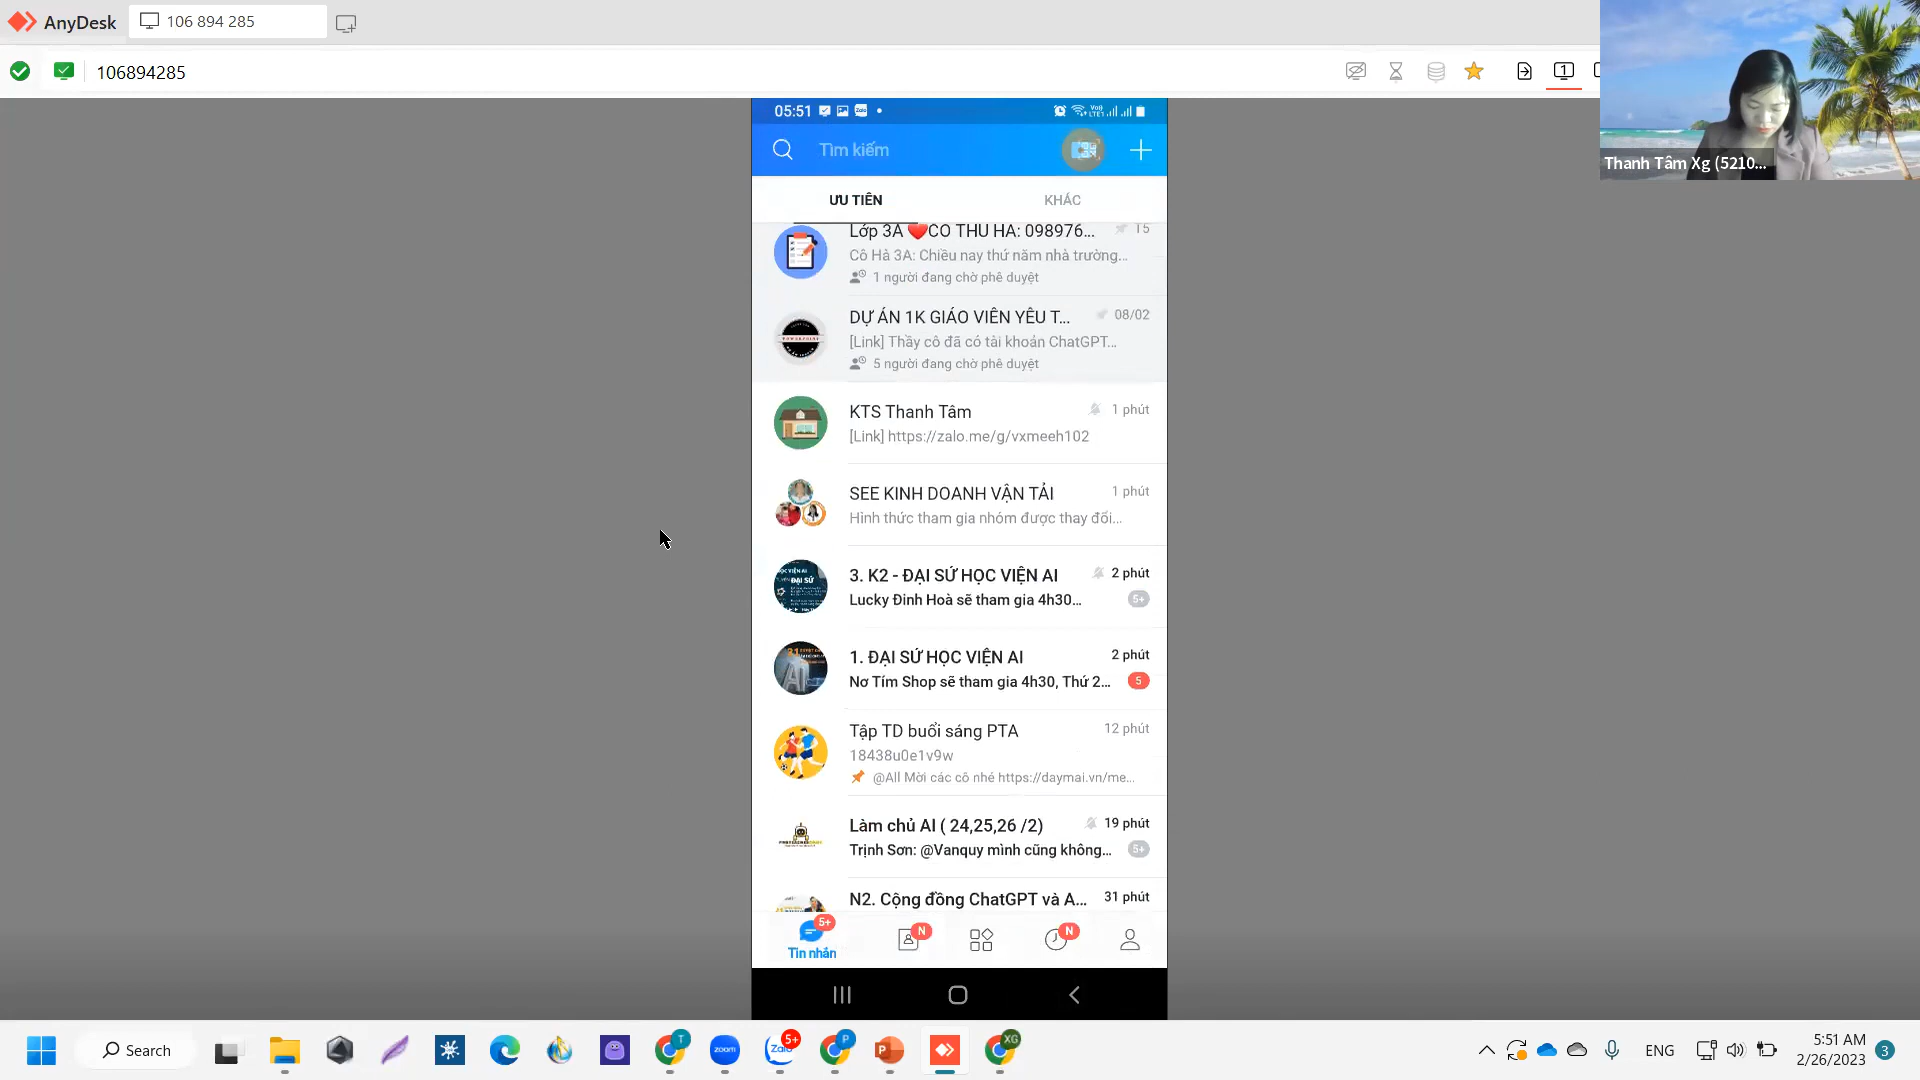 AnyDesk
106 894 285
106894285
1
Thanh Tâm Xg (5210...
05:51
Tìm kiếm
ƯU TIÊN
KHÁC
Lớp 3A ❤️CÔ THU HÀ: 098976...
T5
Cô Hà 3A: Chiều nay thứ năm nhà trường...
1 người đang chờ phê duyệt
DỰ ÁN 1K GIÁO VIÊN YÊU T...
08/02
[Link] Thầy cô đã có tài khoản ChatGPT...
5 người đang chờ phê duyệt
KTS Thanh Tâm
1 phút
[Link] https://zalo.me/g/vxmeeh102
SEE KINH DOANH VẬN TẢI
1 phút
Hình thức tham gia nhóm được thay đổi...
3. K2 - ĐẠI SỨ HỌC VIỆN AI
2 phút
Lucky Đinh Hoà sẽ tham gia 4h30...
5+
1. ĐẠI SỨ HỌC VIỆN AI
2 phút
Nơ Tím Shop sẽ tham gia 4h30, Thứ 2...
5
Tập TD buổi sáng PTA
12 phút
18438u0e1v9w
@All Mời các cô nhé https://daymai.vn/me...
Làm chủ AI ( 24,25,26 /2)
19 phút
Trịnh Sơn: @Vanquy mình cũng không...
5+
N2. Cộng đồng ChatGPT và A...
31 phút
5+
N
N
Tin nhắn
Search
T
zoom
Zalo
5+
P
P
XG
ENG
5:51 AM
2/26/2023
3